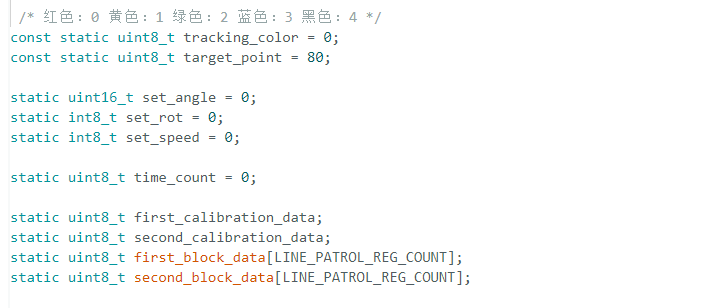 /* 红色：0 黄色：1 绿色：2 蓝色：3 黑色：4 */
const static uint8_t tracking_color = 0;
const static uint8_t target_point = 80;
static uint16_t set_angle = 0;
static int8_t set_rot = 0;
static int8_t set_speed = 0;
static uint8_t time_count = 0;
static uint8_t first_calibration_data;
static uint8_t second_calibration_data;
static uint8_t first_block_data[LINE_PATROL_REG_COUNT];
static uint8_t second_block_data[LINE_PATROL_REG_COUNT];